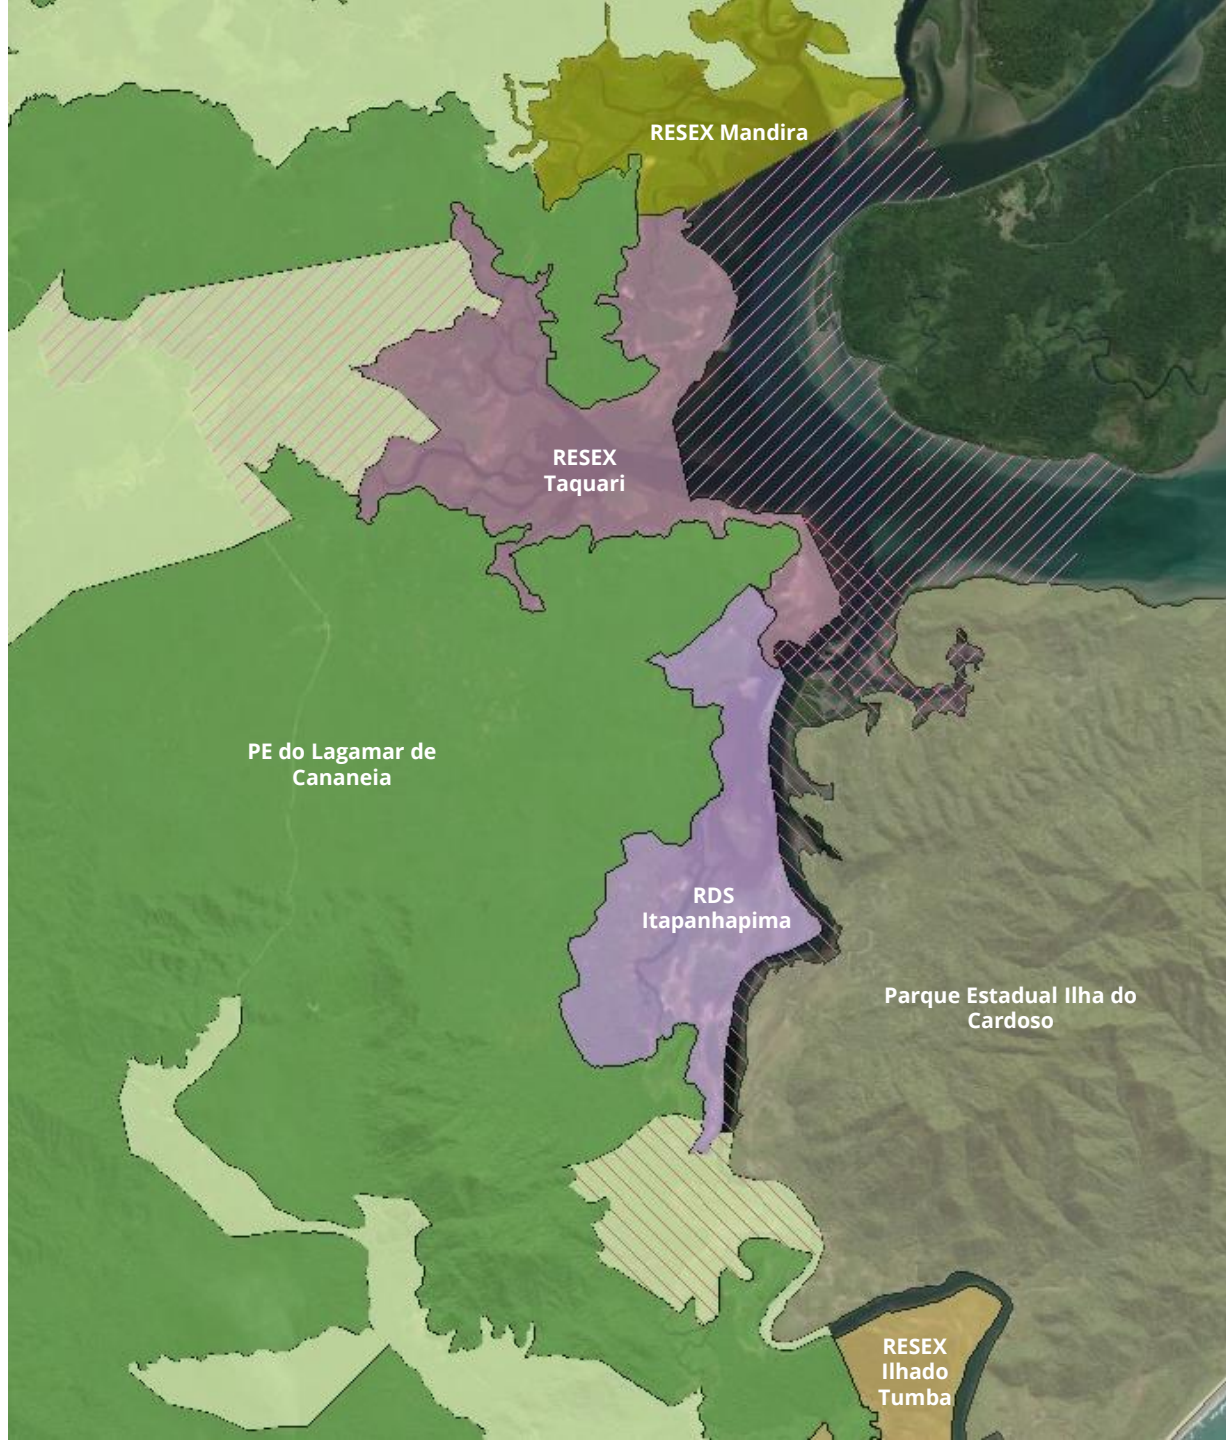 RESEX Mandira
RESEX
Taquari
PE do Lagamar de
Cananeia
RDS
Itapanhapima
Parque Estadual Ilha do
Cardoso
RESEX
Ilhado
Tumba